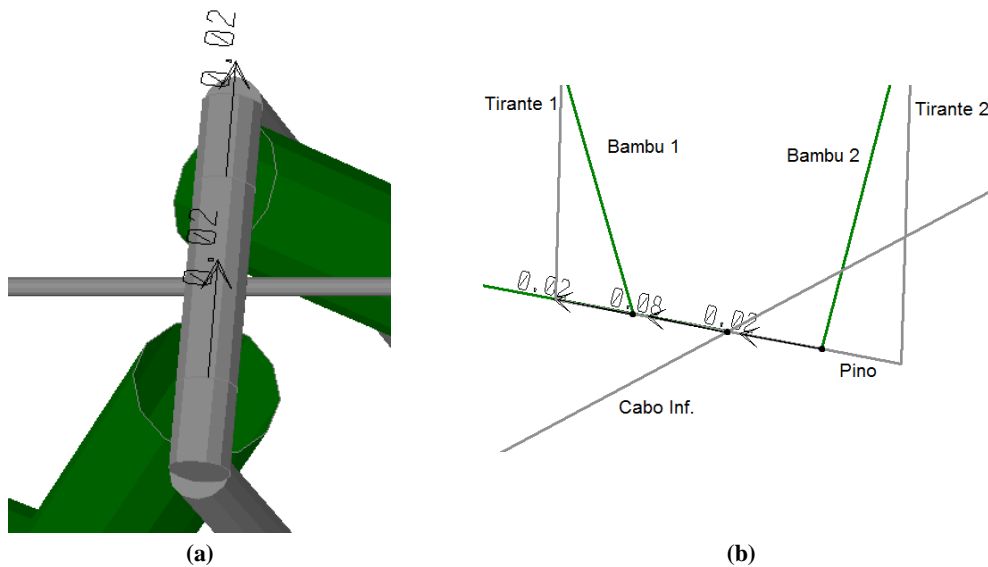 0.02
0.02
(a)
Tirante 1
Tirante 2
Bambu 1
Bambu 2
0.02
0.08
0.02
Pino
Cabo Inf.
(b)